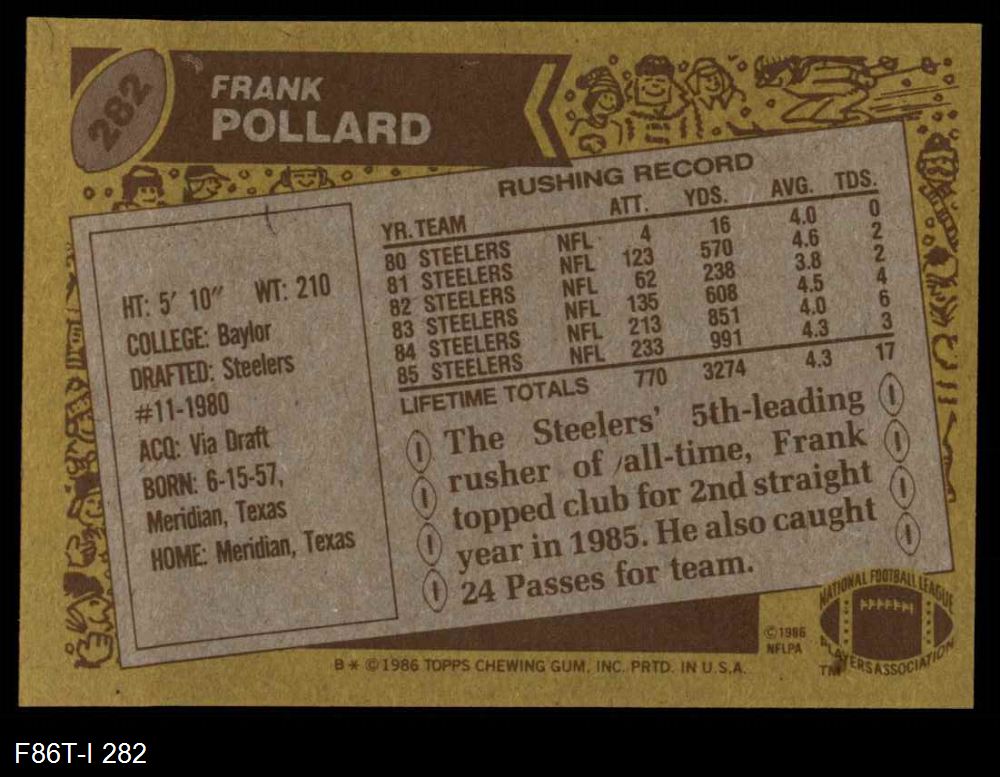 282
FRANK
POLLARD
RUSHING RECORD
YR. TEAM ATT. YDS. AVG. TDS.
80 STEELERS NFL 4 16 4.0 0
81 STEELERS NFL 123 570 4.6 2
82 STEELERS NFL 62 238 3.8 2
83 STEELERS NFL 135 608 4.5 4
84 STEELERS NFL 213 851 4.0 6
85 STEELERS NFL 233 991 4.3 3
LIFETIME TOTALS 770 3274 4.3 17
HT: 5′ 10″ WT: 210
COLLEGE: Baylor
DRAFTED: Steelers
#11-1980
ACQ: Via Draft
BORN: 6-15-57,
Meridian, Texas
HOME: Meridian, Texas
The Steelers' 5th-leading
rusher of all-time, Frank
topped club for 2nd straight
year in 1985. He also caught
24 Passes for team.
NATIONAL FOOTBALL LEAGUE
PLAYERS ASSOCIATION
TM
©1986
NFLPA
B * © 1986 TOPPS CHEWING GUM, INC. PRTD. IN U.S.A.
F86T-I 282